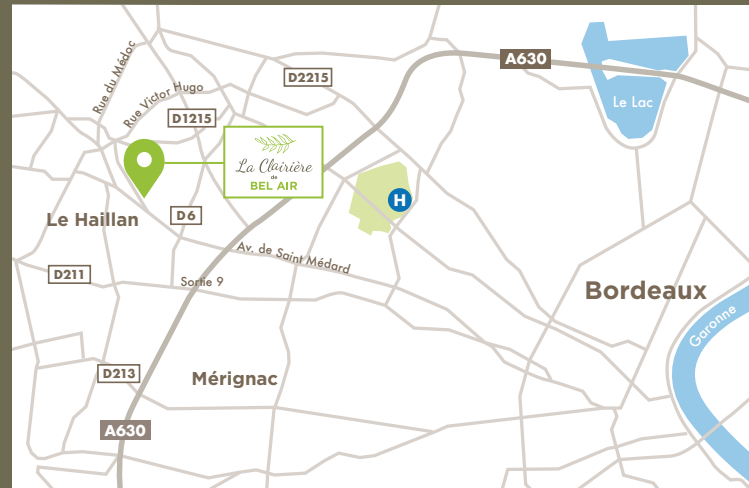 A630
D2215
Rue du Médoc
Rue Victor Hugo
Le Lac
D1215
La Clairière
de
BEL AIR
H
Le Haillan
D6
Av. de Saint Médard
D211
Sortie 9
Bordeaux
Garonne
D213
Mérignac
A630